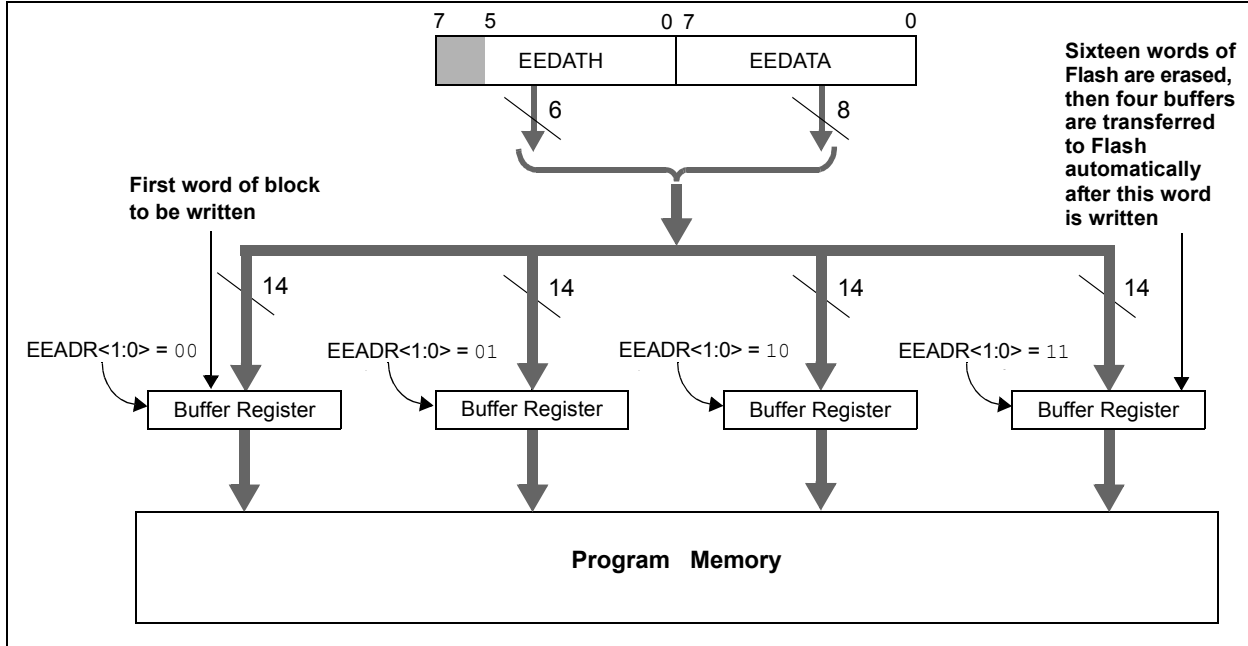 7 5 0 7 0
EEDATH EEDATA
6 8
Sixteen words of
Flash are erased,
then four buffers
are transferred
to Flash
automatically
after this word
is written
First word of block
to be written
14 14 14 14
EEADR<1:0> = 00
EEADR<1:0> = 01
EEADR<1:0> = 10
EEADR<1:0> = 11
Buffer Register
Buffer Register
Buffer Register
Buffer Register
Program Memory